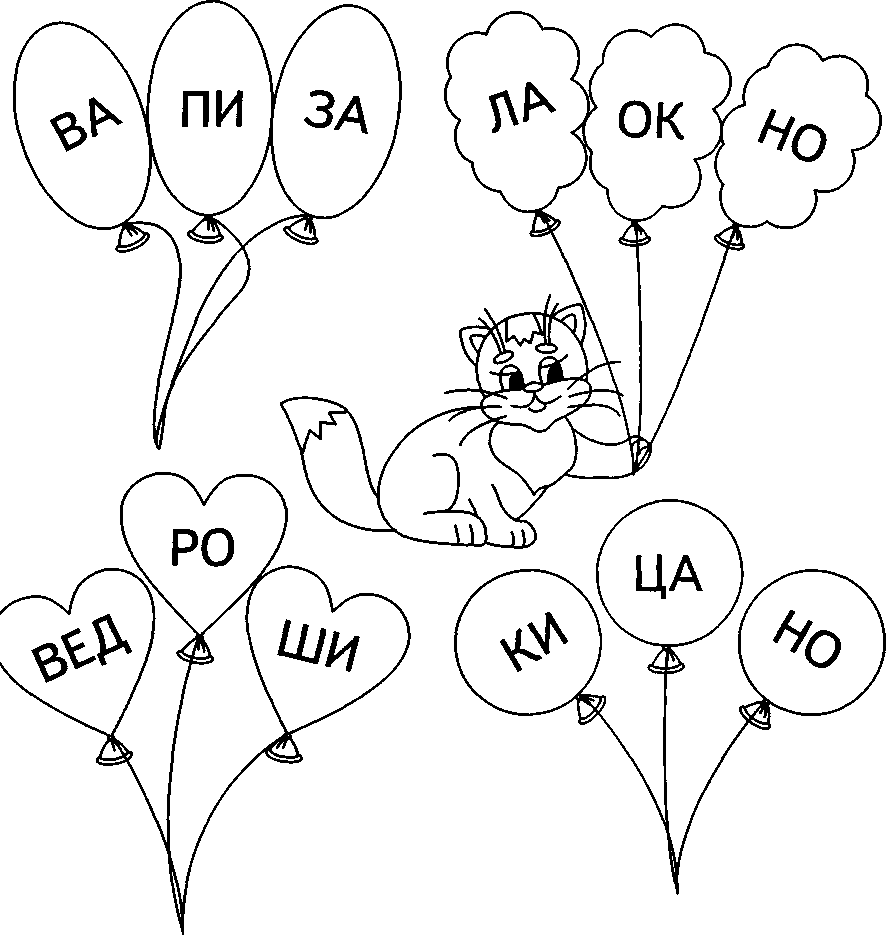 ВА ПИ ЗА
ЛА ОК НО
РО
ВЕД ШИ
ЦА
КИ НО